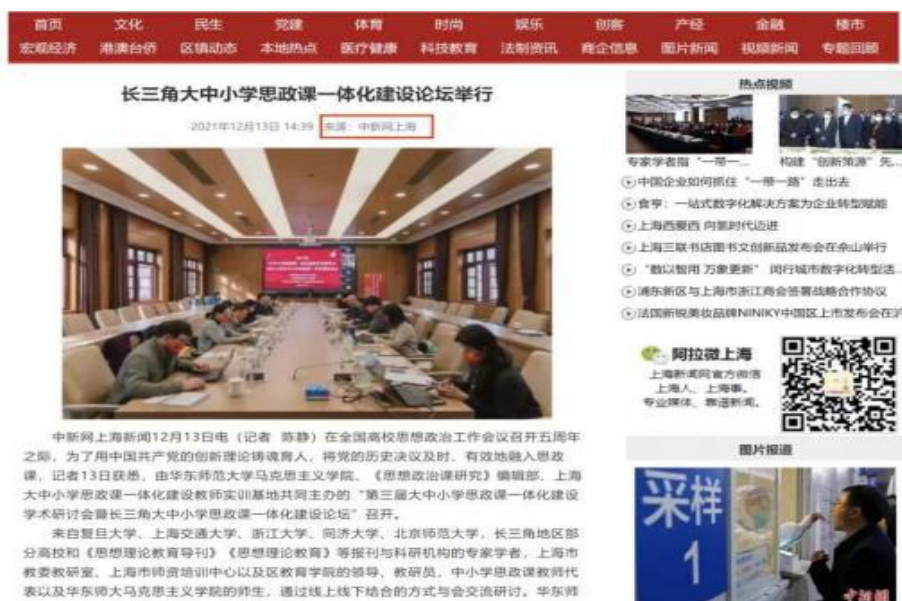 首页 文化 民生 党建 体育 时尚 娱乐 创客 产经 金融 楼市
宏观经济 港澳台侨 区镇动态 本地热点 医疗健康 科技教育 法制资讯 商企信息 图片新闻 视频新闻 专题回顾
长三角大中小学思政课一体化建设论坛举行
2021年12月13日 14:39 来源：中新网上海
中新网上海新闻12月13日电（记者 陈静）在全国高校思想政治工作会议召开五周年
之际，为了用中国共产党的创新理论铸魂育人，将党的历史决议及时、有效地融入思政
课，记者13日获悉，由华东师范大学马克思主义学院、《思想政治课研究》编辑部、上海
大中小学思政课一体化建设教师实训基地共同主办的“第三届大中小学思政课一体化建设
学术研讨会暨长三角大中小学思政课一体化建设论坛”召开。
来自复旦大学、上海交通大学、浙江大学、同济大学、北京师范大学，长三角地区部
分高校和《思想理论教育导刊》《思想理论教育》等报刊与科研机构的专家学者，上海市
教委教研室、上海市师资培训中心以及区教育学院的领导、教研员，中小学思政课教师代
表以及华东师大马克思主义学院的师生，通过线上线下结合的方式与会交流研讨。华东师
热点视频
专家学者指“一带一...
构建“创新策源”先...
中国企业如何抓住“一带一路”走出去
食亨：一站式数字化解决方案为企业转型赋能
上海西爱西 向氢时代迈进
上海三联书店图书文创新品发布会在佘山举行
“数以智用 万象更新” 闵行城市数字化转型活...
浦东新区与上海市浙江商会签署战略合作协议
法国新锐美妆品牌NINIKY中国区上市发布会在沪
阿拉微上海
上海新闻网官方微信
上海人、上海事。
专业媒体、靠谱新闻。
图片报道
采样
1
中新网